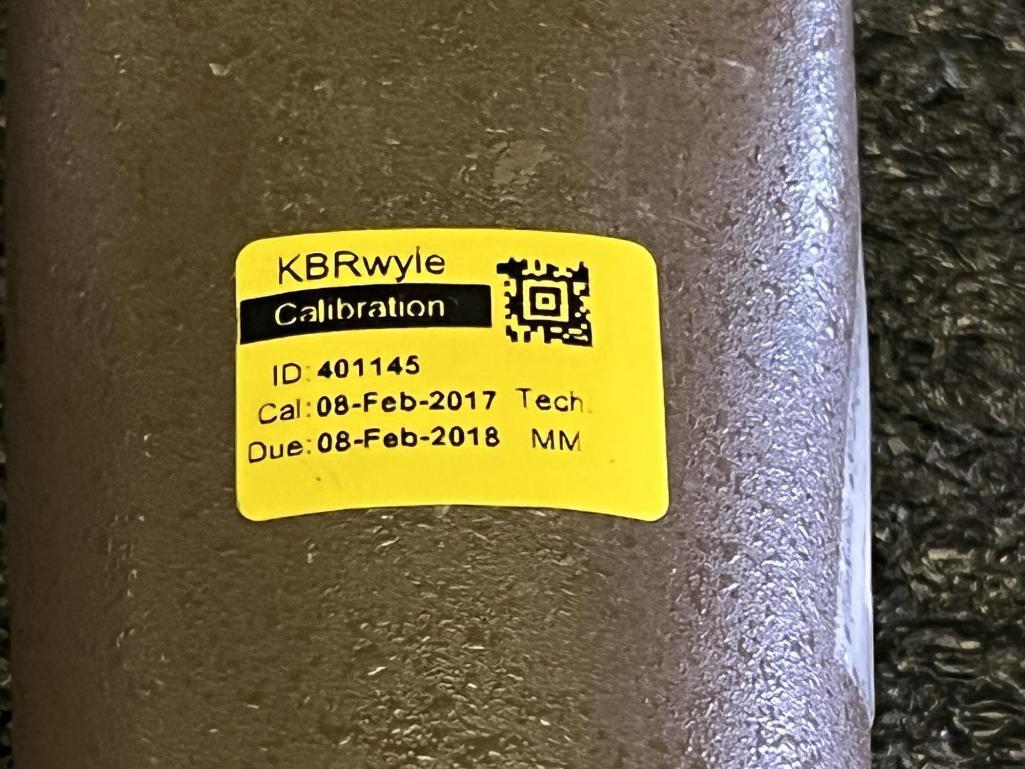 KBRwyle
Calibration
ID: 401145
Cal: 08-Feb-2017 Tech.
Due: 08-Feb-2018 MM